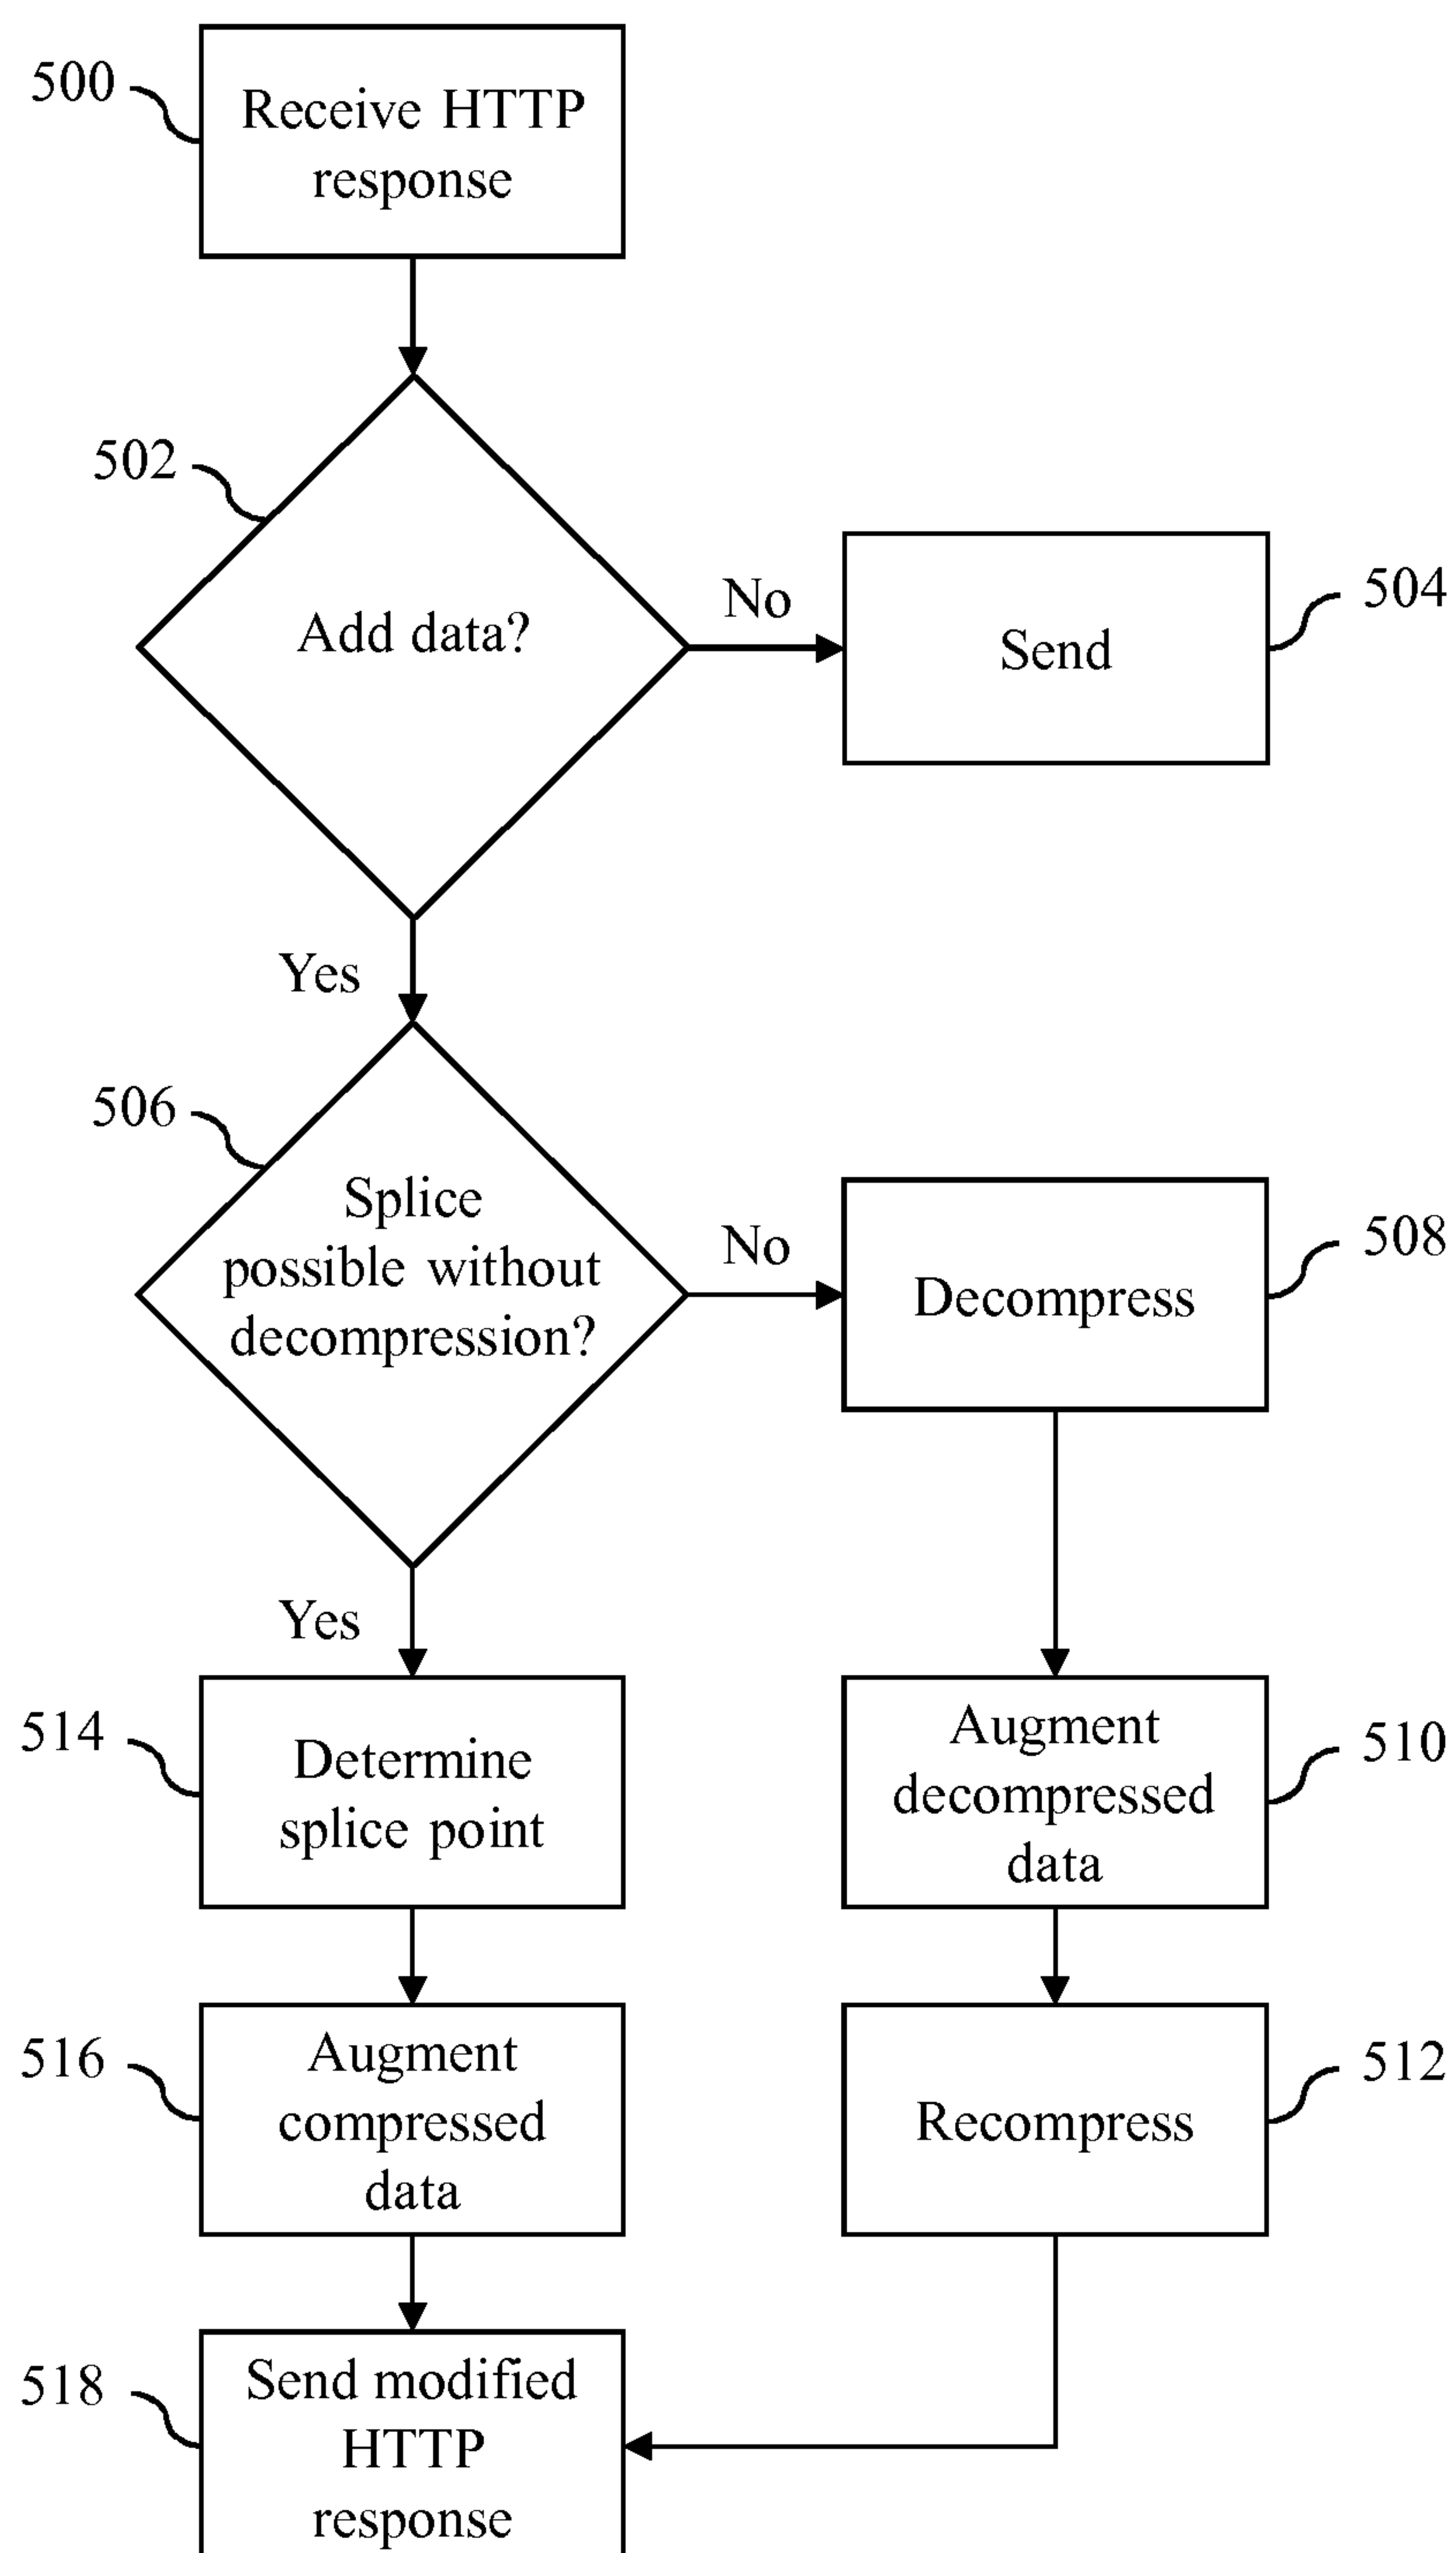 500
Receive HTTP
response
502
Add data?
No
504
Send
Yes
506
Splice
possible without
decompression?
No
508
Decompress
Yes
514
Determine
splice point
510
Augment
decompressed
data
516
Augment
compressed
data
512
Recompress
518
Send modified
HTTP
response